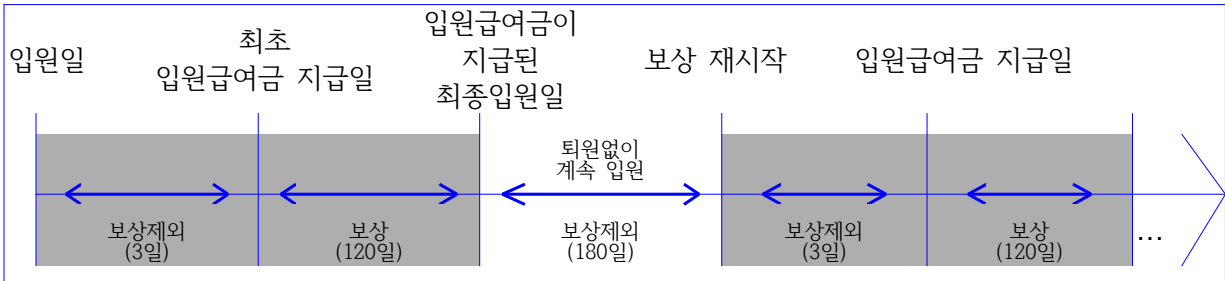 입원일
최초
입원급여금 지급일
입원급여금이
지급된
최종입원일
보상 재시작
입원급여금 지급일
퇴원없이
계속 입원
보상제외
(3일)
보상
(120일)
보상제외
(180일)
보상제외
(3일)
보상
(120일)
...